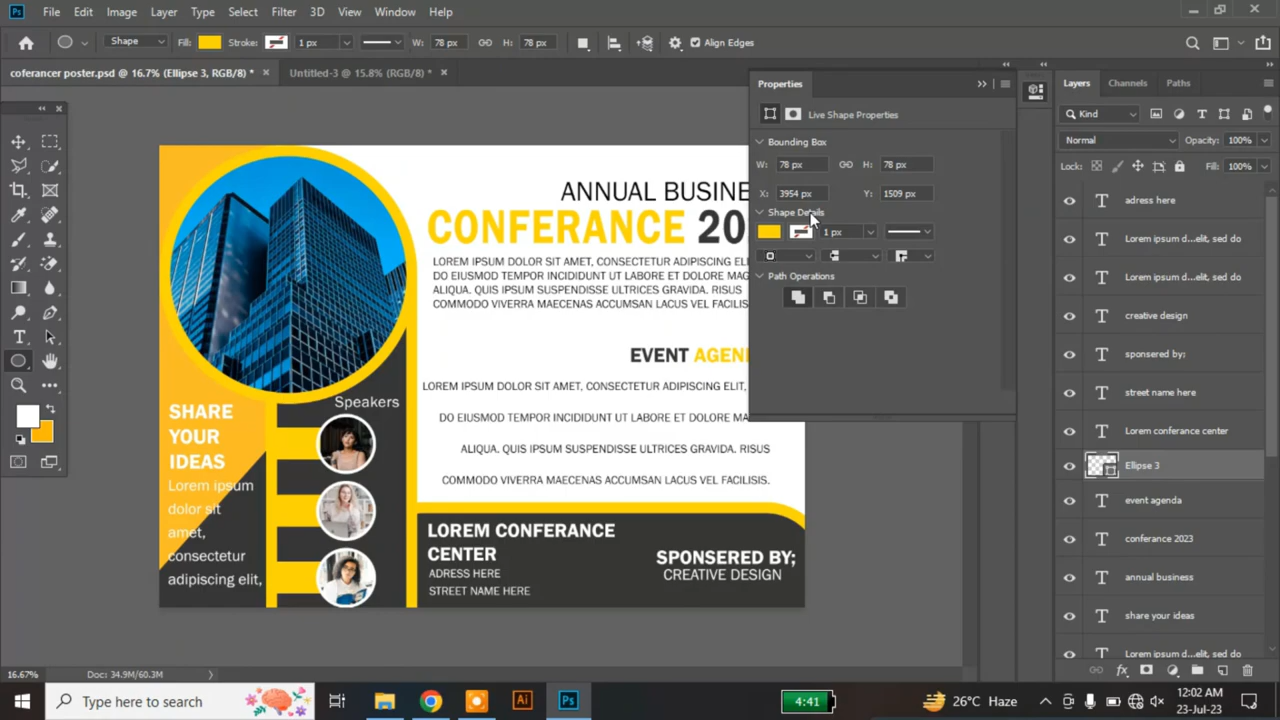 Ps File Edit Image Layer Type Select Filter 3D View Window Help
Shape Fill: Stroke: 1 px W: 78 px H: 78 px Align Edges
coferancer poster.psd @ 16.7% (Ellipse 3, RGB/8) * × Untitled-3 @ 15.8% (RGB/8) * ×
Properties
Live Shape Properties
Bounding Box
W: 78 px H: 78 px
X: 3954 px Y: 1509 px
Shape Details
1 px
Path Operations
Layers Channels Paths
Kind
Normal Opacity: 100%
Lock: Fill: 100%
adress here
Lorem ipsum d...elit, sed do
Lorem ipsum d...elit, sed do
creative design
sponsered by:
street name here
Lorem conferance center
Ellipse 3
event agenda
conferance 2023
annual business
share your ideas
Lorem ipsum d...elit, sed do
ANNUAL BUSINE
CONFERANCE 20
LOREM IPSUM DOLOR SIT AMET, CONSECTETUR ADIPISCING ELIT,
DO EIUSMOD TEMPOR INCIDIDUNT UT LABORE ET DOLORE MAG
ALIQUA. QUIS IPSUM SUSPENDISSE ULTRICES GRAVIDA. RISUS
COMMODO VIVERRA MAECENAS ACCUMSAN LACUS VEL FACILIS
EVENT AGEN
LOREM IPSUM DOLOR SIT AMET, CONSECTETUR ADIPISCING ELIT,
DO EIUSMOD TEMPOR INCIDIDUNT UT LABORE ET DOLORE MA
ALIQUA. QUIS IPSUM SUSPENDISSE ULTRICES GRAVIDA. RISUS
COMMODO VIVERRA MAECENAS ACCUMSAN LACUS VEL FACILISIS.
Speakers
SHARE
YOUR
IDEAS
Lorem ipsum
dolor sit
amet,
consectetur
adipiscing elit,
LOREM CONFERANCE
CENTER
ADRESS HERE
STREET NAME HERE
SPONSERED BY;
CREATIVE DESIGN
16.67% Doc: 34.9M/60.3M
Type here to search
Ai Ps
4:41
26°C Haze
12:02 AM
23-Jul-23